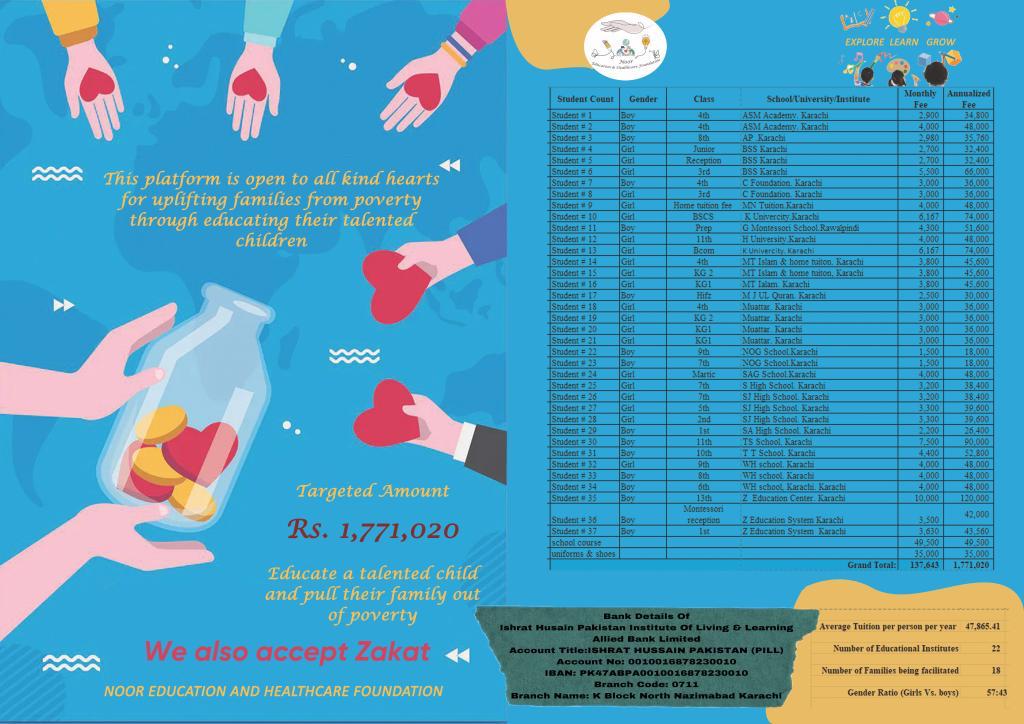 This platform is open to all kind hearts
for uplifting families from poverty
through educating their talented
children
Targeted Amount
Rs. 1,771,020
Educate a talented child
and pull their family out
of poverty
We also accept Zakat
NOOR EDUCATION AND HEALTHCARE FOUNDATION
Noor
Education & Healthcare Foundation
EXPLORE LEARN GROW
Student Count Gender Class School/University/Institute Monthly Fee Annualized Fee
Student # 1 Boy 4th ASM Academy. Karachi 2,900 34,800
Student # 2 Boy 4th ASM Academy. Karachi 4,000 48,000
Student # 3 Boy 8th AP .Karachi 2,980 35,760
Student # 4 Girl Junior BSS Karachi 2,700 32,400
Student # 5 Girl Reception BSS Karachi 2,700 32,400
Student # 6 Girl 3rd BSS Karachi 5,500 66,000
Student # 7 Boy 4th C Foundation. Karachi 3,000 36,000
Student # 8 Girl 3rd C Foundation. Karachi 3,000 36,000
Student # 9 Girl Home tuition fee MN Tuition.Karachi 4,000 48,000
Student # 10 Girl BSCS K Univercity.Karachi 6,167 74,000
Student # 11 Boy Prep G Montessori School.Rawalpindi 4,300 51,600
Student # 12 Girl 11th H University.Karachi 4,000 48,000
Student # 13 Girl Bcom K Univercity. Karachi 6,167 74,000
Student # 14 Girl 4th MT Islam & home tuiton. Karachi 3,800 45,600
Student # 15 Girl KG 2 MT Islam & home tuiton, Karachi 3,800 45,600
Student # 16 Girl KG1 MT Islam. Karachi 3,800 45,600
Student # 17 Boy Hifz M J UL Quran. Karachi 2,500 30,000
Student # 18 Girl 4th Muattar. Karachi 3,000 36,000
Student # 19 Girl KG 2 Muattar. Karachi 3,000 36,000
Student # 20 Girl KG1 Muattar. Karachi 3,000 36,000
Student # 21 Girl KG1 Muattar. Karachi 3,000 36,000
Student # 22 Boy 9th NOG School.Karachi 1,500 18,000
Student # 23 Boy 7th NOG School.Karachi 1,500 18,000
Student # 24 Girl Martic SAG School.Karachi 4,000 48,000
Student # 25 Girl 7th S High School. Karachi 3,200 38,400
Student # 26 Girl 7th SJ High School. Karachi 3,200 38,400
Student # 27 Girl 5th SJ High School. Karachi 3,300 39,600
Student # 28 Girl 2nd SJ High School. Karachi 3,300 39,600
Student # 29 Boy 1st SA High School. Karachi 2,200 26,400
Student # 30 Boy 11th TS School. Karachi 7,500 90,000
Student # 31 Boy 10th T T School. Karachi 4,400 52,800
Student # 32 Girl 9th WH school. Karachi 4,000 48,000
Student # 33 Boy 8th WH school. Karachi 4,000 48,000
Student # 34 Boy 6th WH school, Karachi. Karachi 4,000 48,000
Student # 35 Boy 13th Z Education Center. Karachi 10,000 120,000
Student # 36 Boy Montessori reception Z Education System Karachi 3,500 42,000
Student # 37 Boy 1st Z Education System Karachi 3,630 43,560
school course 49,500 49,500
uniforms & shoes 35,000 35,000
Grand Total: 137,643 1,771,020
Bank Details Of
Ishrat Husain Pakistan Institute Of Living & Learning
Allied Bank Limited
Account Title:ISHRAT HUSSAIN PAKISTAN (PILL)
Account No: 0010016878230010
IBAN: PK47ABPA0010016878230010
Branch Code: 0711
Branch Name: K Block North Nazimabad Karachi
Average Tuition per person per year 47,865.41
Number of Educational Institutes 22
Number of Families being facilitated 18
Gender Ratio (Girls Vs. boys) 57:43